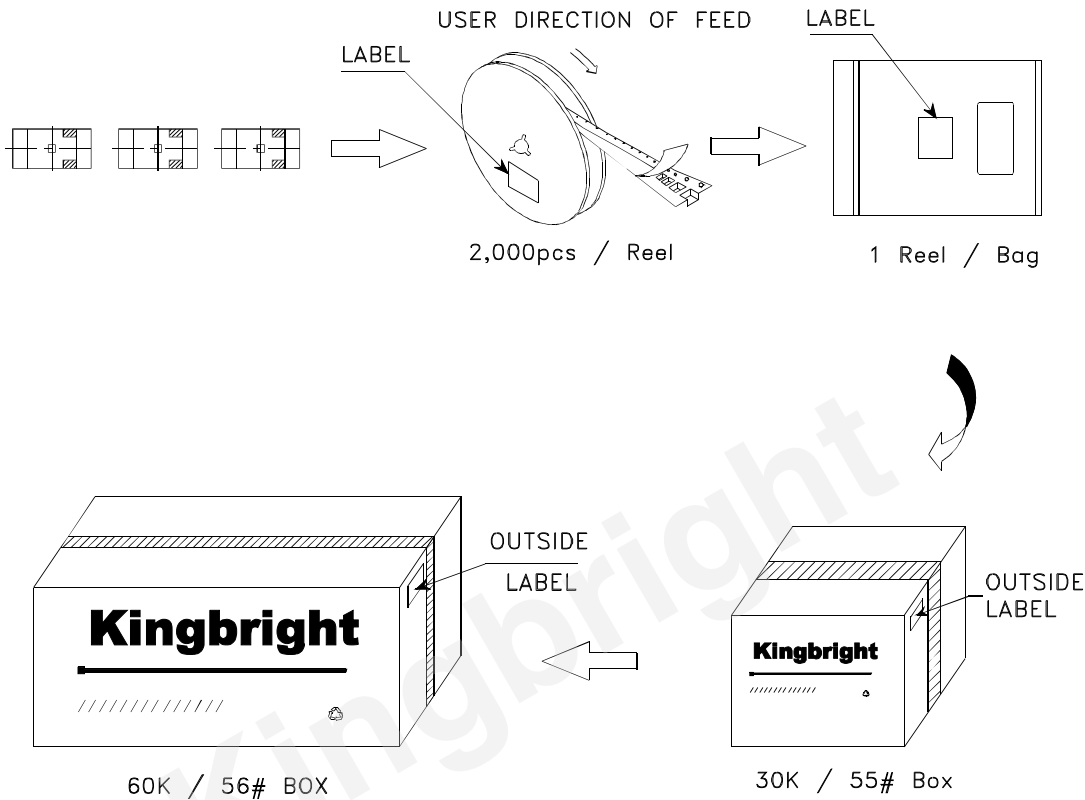 USER DIRECTION OF FEED
LABEL
LABEL
2,000pcs / Reel
1 Reel / Bag
OUTSIDE
LABEL
OUTSIDE
LABEL
Kingbright
Kingbright
Kingbright
60K / 56# BOX
30K / 55# Box